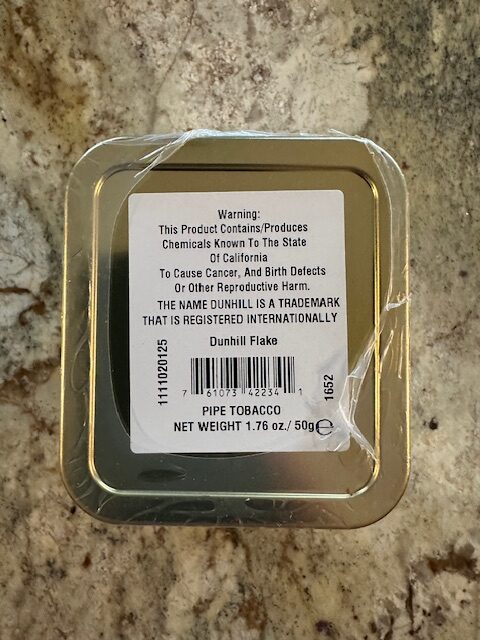 Warning:
This Product Contains/Produces
Chemicals Known To The State
Of California
To Cause Cancer, And Birth Defects
Or Other Reproductive Harm.
THE NAME DUNHILL IS A TRADEMARK
THAT IS REGISTERED INTERNATIONALLY
Dunhill Flake
1111020125
7 61073 42234 1
1652
PIPE TOBACCO
NET WEIGHT 1.76 oz./ 50g ℮